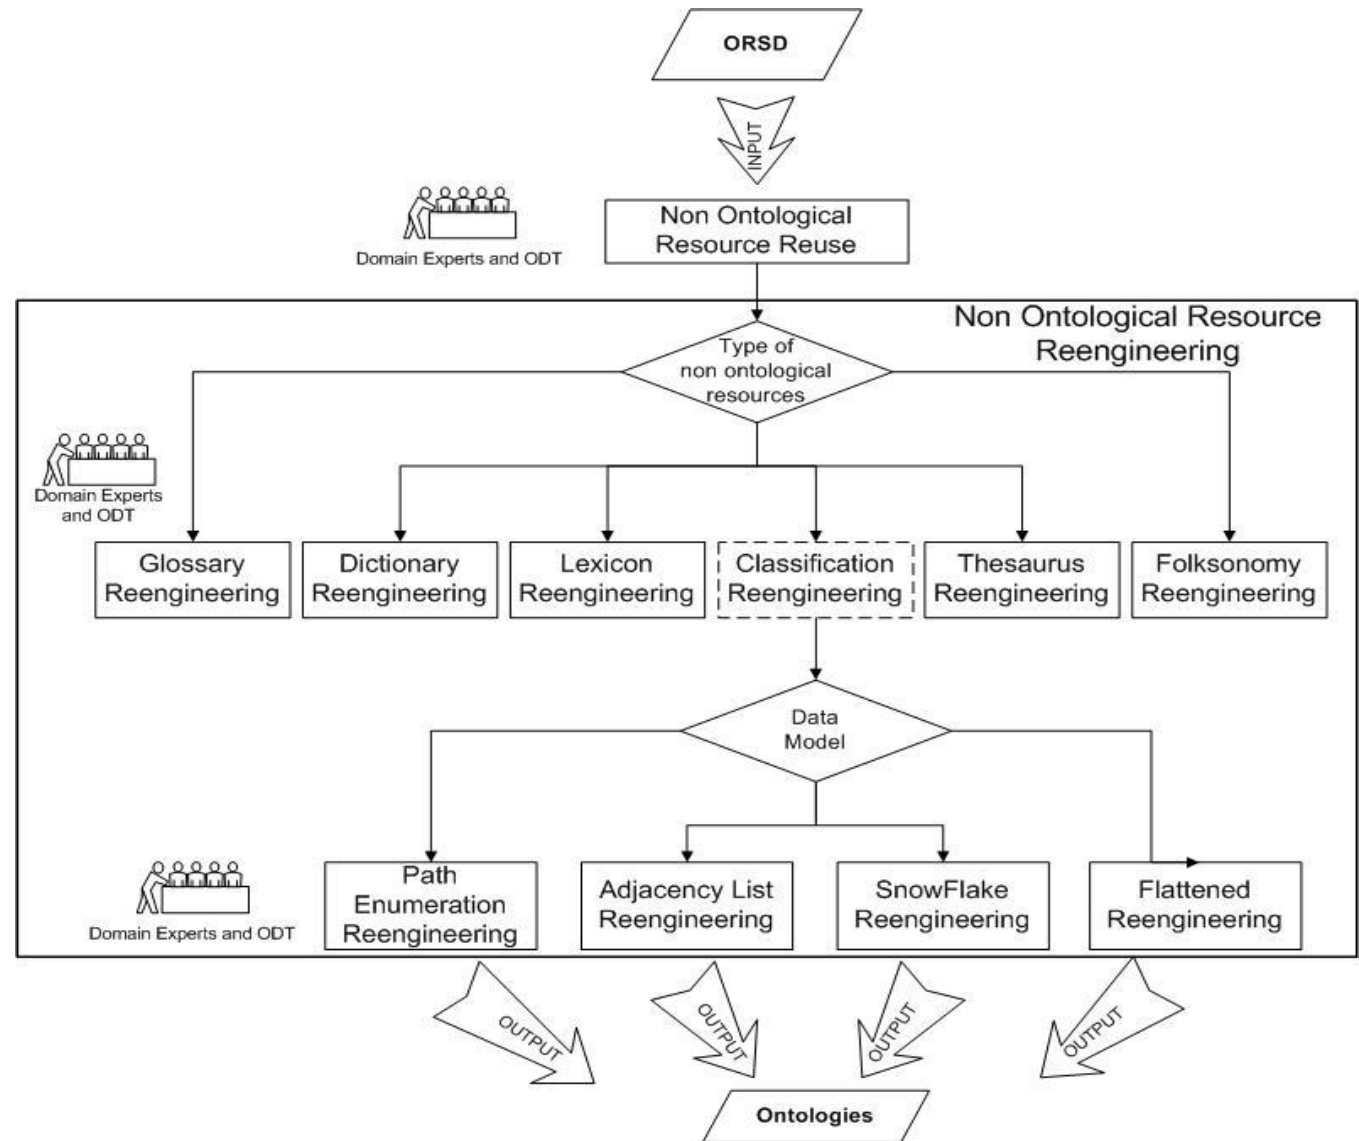 ORSD
INPUT
Non Ontological
Resource Reuse
Domain Experts and ODT
Non Ontological Resource
Reengineering
Type of
non ontological
resources
Domain Experts
and ODT
Glossary
Reengineering
Dictionary
Reengineering
Lexicon
Reengineering
Classification
Reengineering
Thesaurus
Reengineering
Folksonomy
Reengineering
Data
Model
Domain Experts and ODT
Path
Enumeration
Reengineering
Adjacency List
Reengineering
SnowFlake
Reengineering
Flattened
Reengineering
OUTPUT
OUTPUT
OUTPUT
OUTPUT
Ontologies